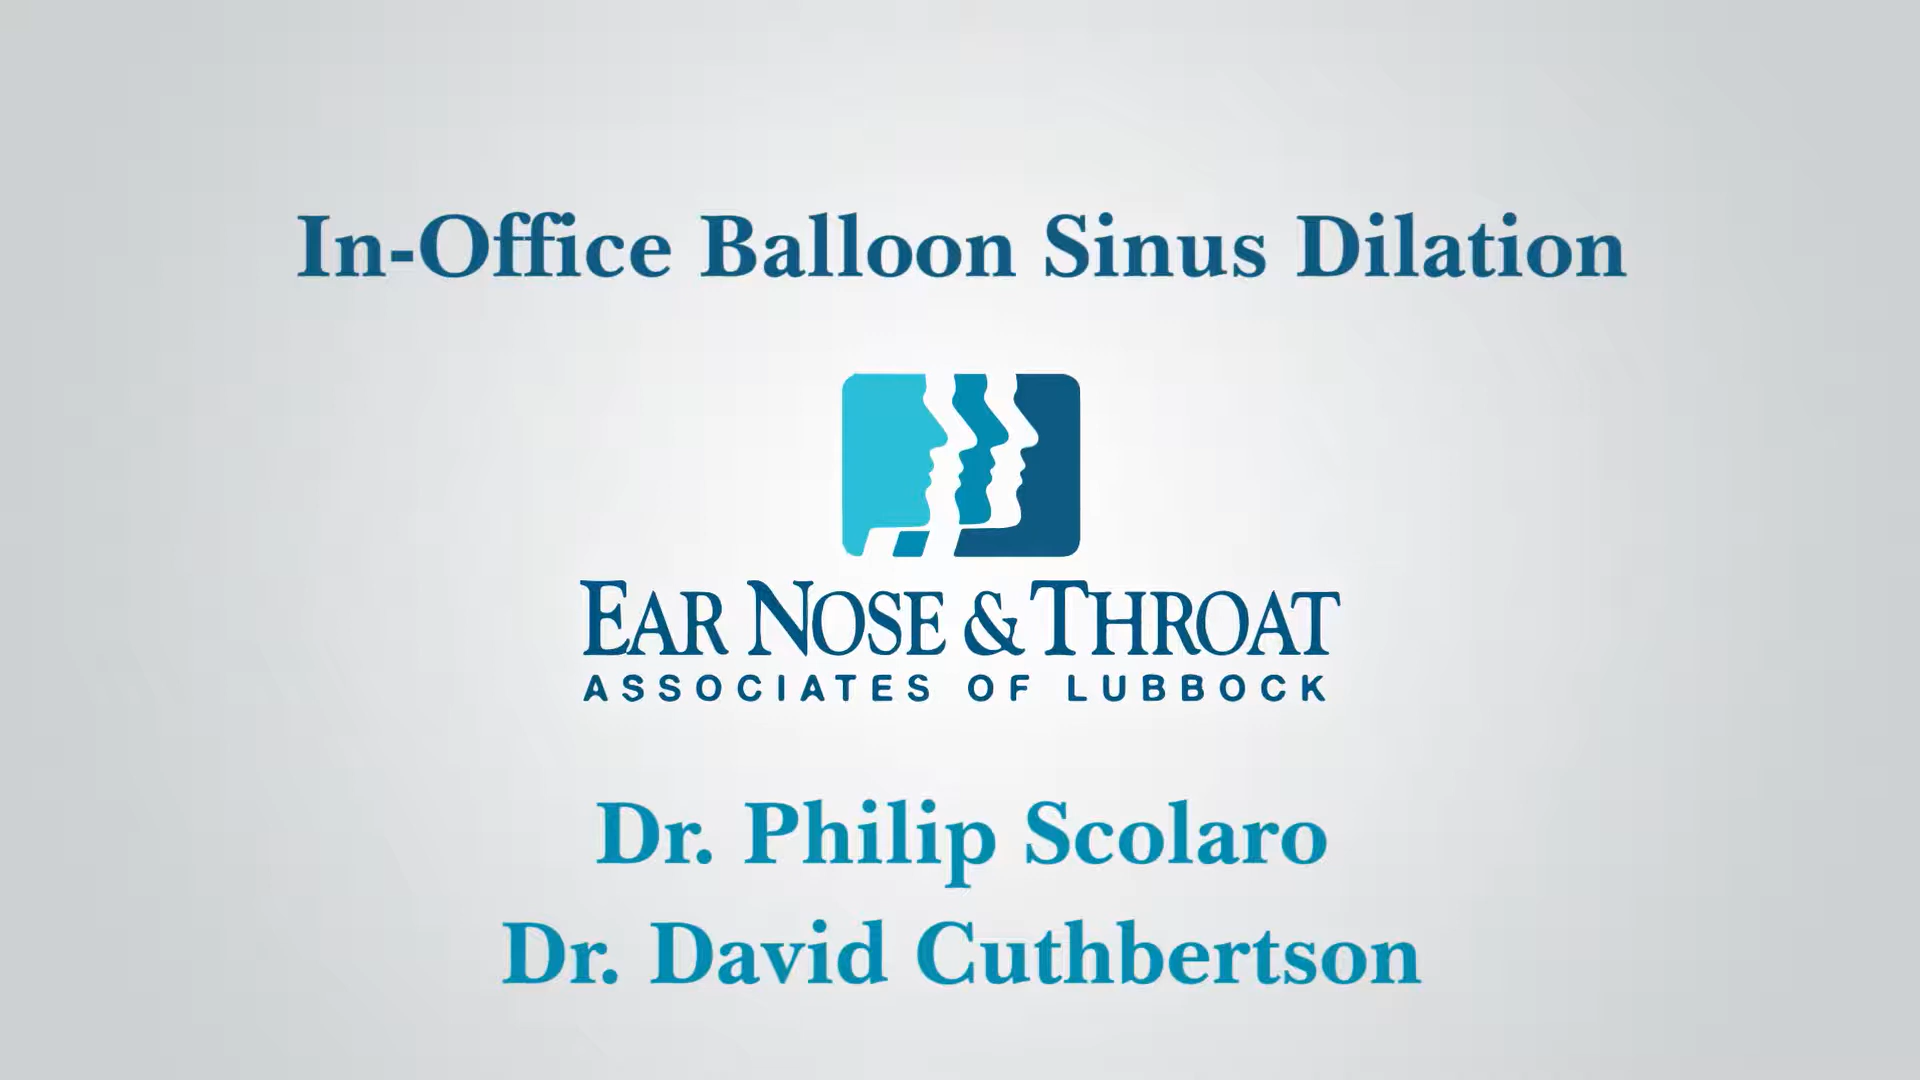 In-Office Balloon Sinus Dilation
EAR NOSE & THROAT
ASSOCIATES OF LUBBOCK
Dr. Philip Scolaro
Dr. David Cuthbertson